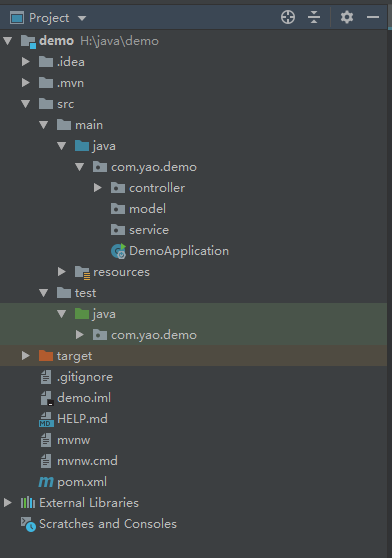 Project
demo H:\java\demo
.idea
.mvn
src
main
java
com.yao.demo
controller
model
service
DemoApplication
resources
test
java
com.yao.demo
target
.gitignore
demo.iml
HELP.md
mvnw
mvnw.cmd
pom.xml
External Libraries
Scratches and Consoles